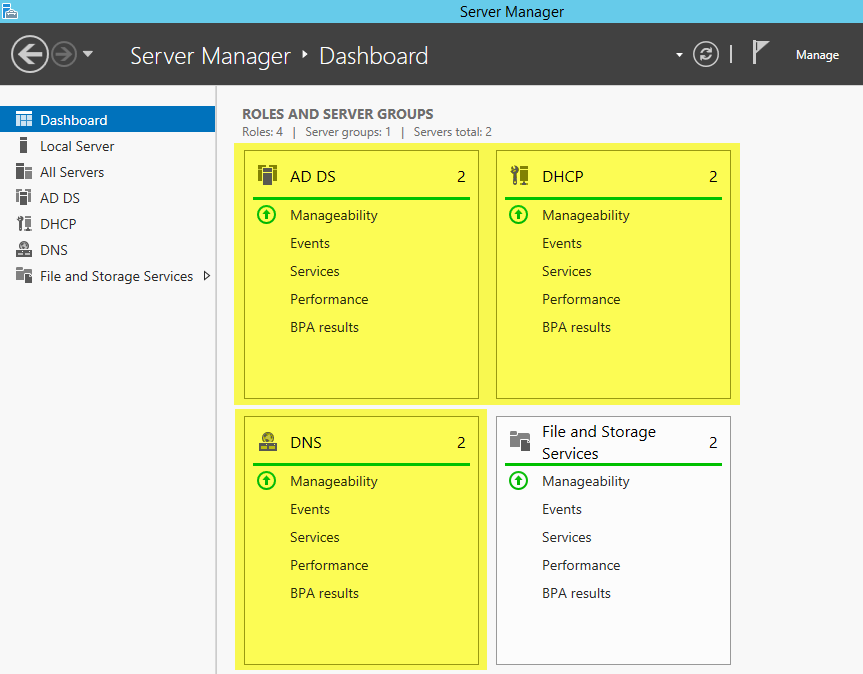 Server Manager
Server Manager ‣ Dashboard
Manage
Dashboard
Local Server
All Servers
AD DS
DHCP
DNS
File and Storage Services
ROLES AND SERVER GROUPS
Roles: 4 | Server groups: 1 | Servers total: 2
AD DS 2
Manageability
Events
Services
Performance
BPA results
DHCP 2
Manageability
Events
Services
Performance
BPA results
DNS 2
Manageability
Events
Services
Performance
BPA results
File and Storage
Services 2
Manageability
Events
Services
Performance
BPA results